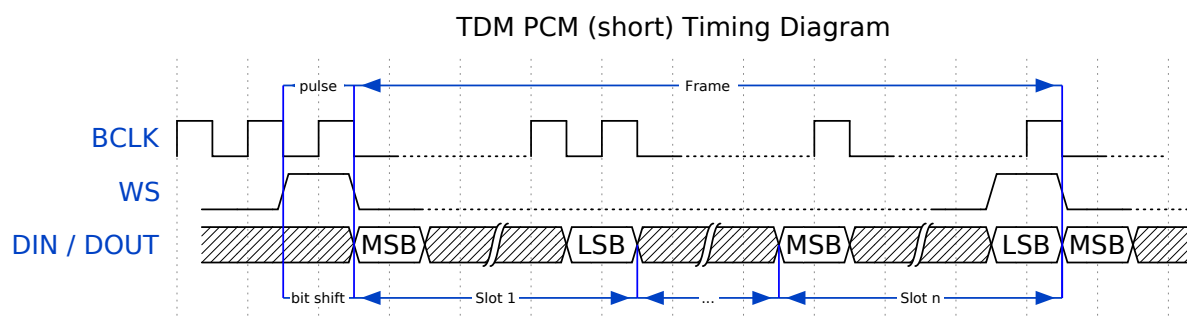 TDM PCM (short) Timing Diagram
pulse
Frame
BCLK
WS
DIN / DOUT
MSB
LSB
MSB
LSB
MSB
bit shift
Slot 1
...
Slot n